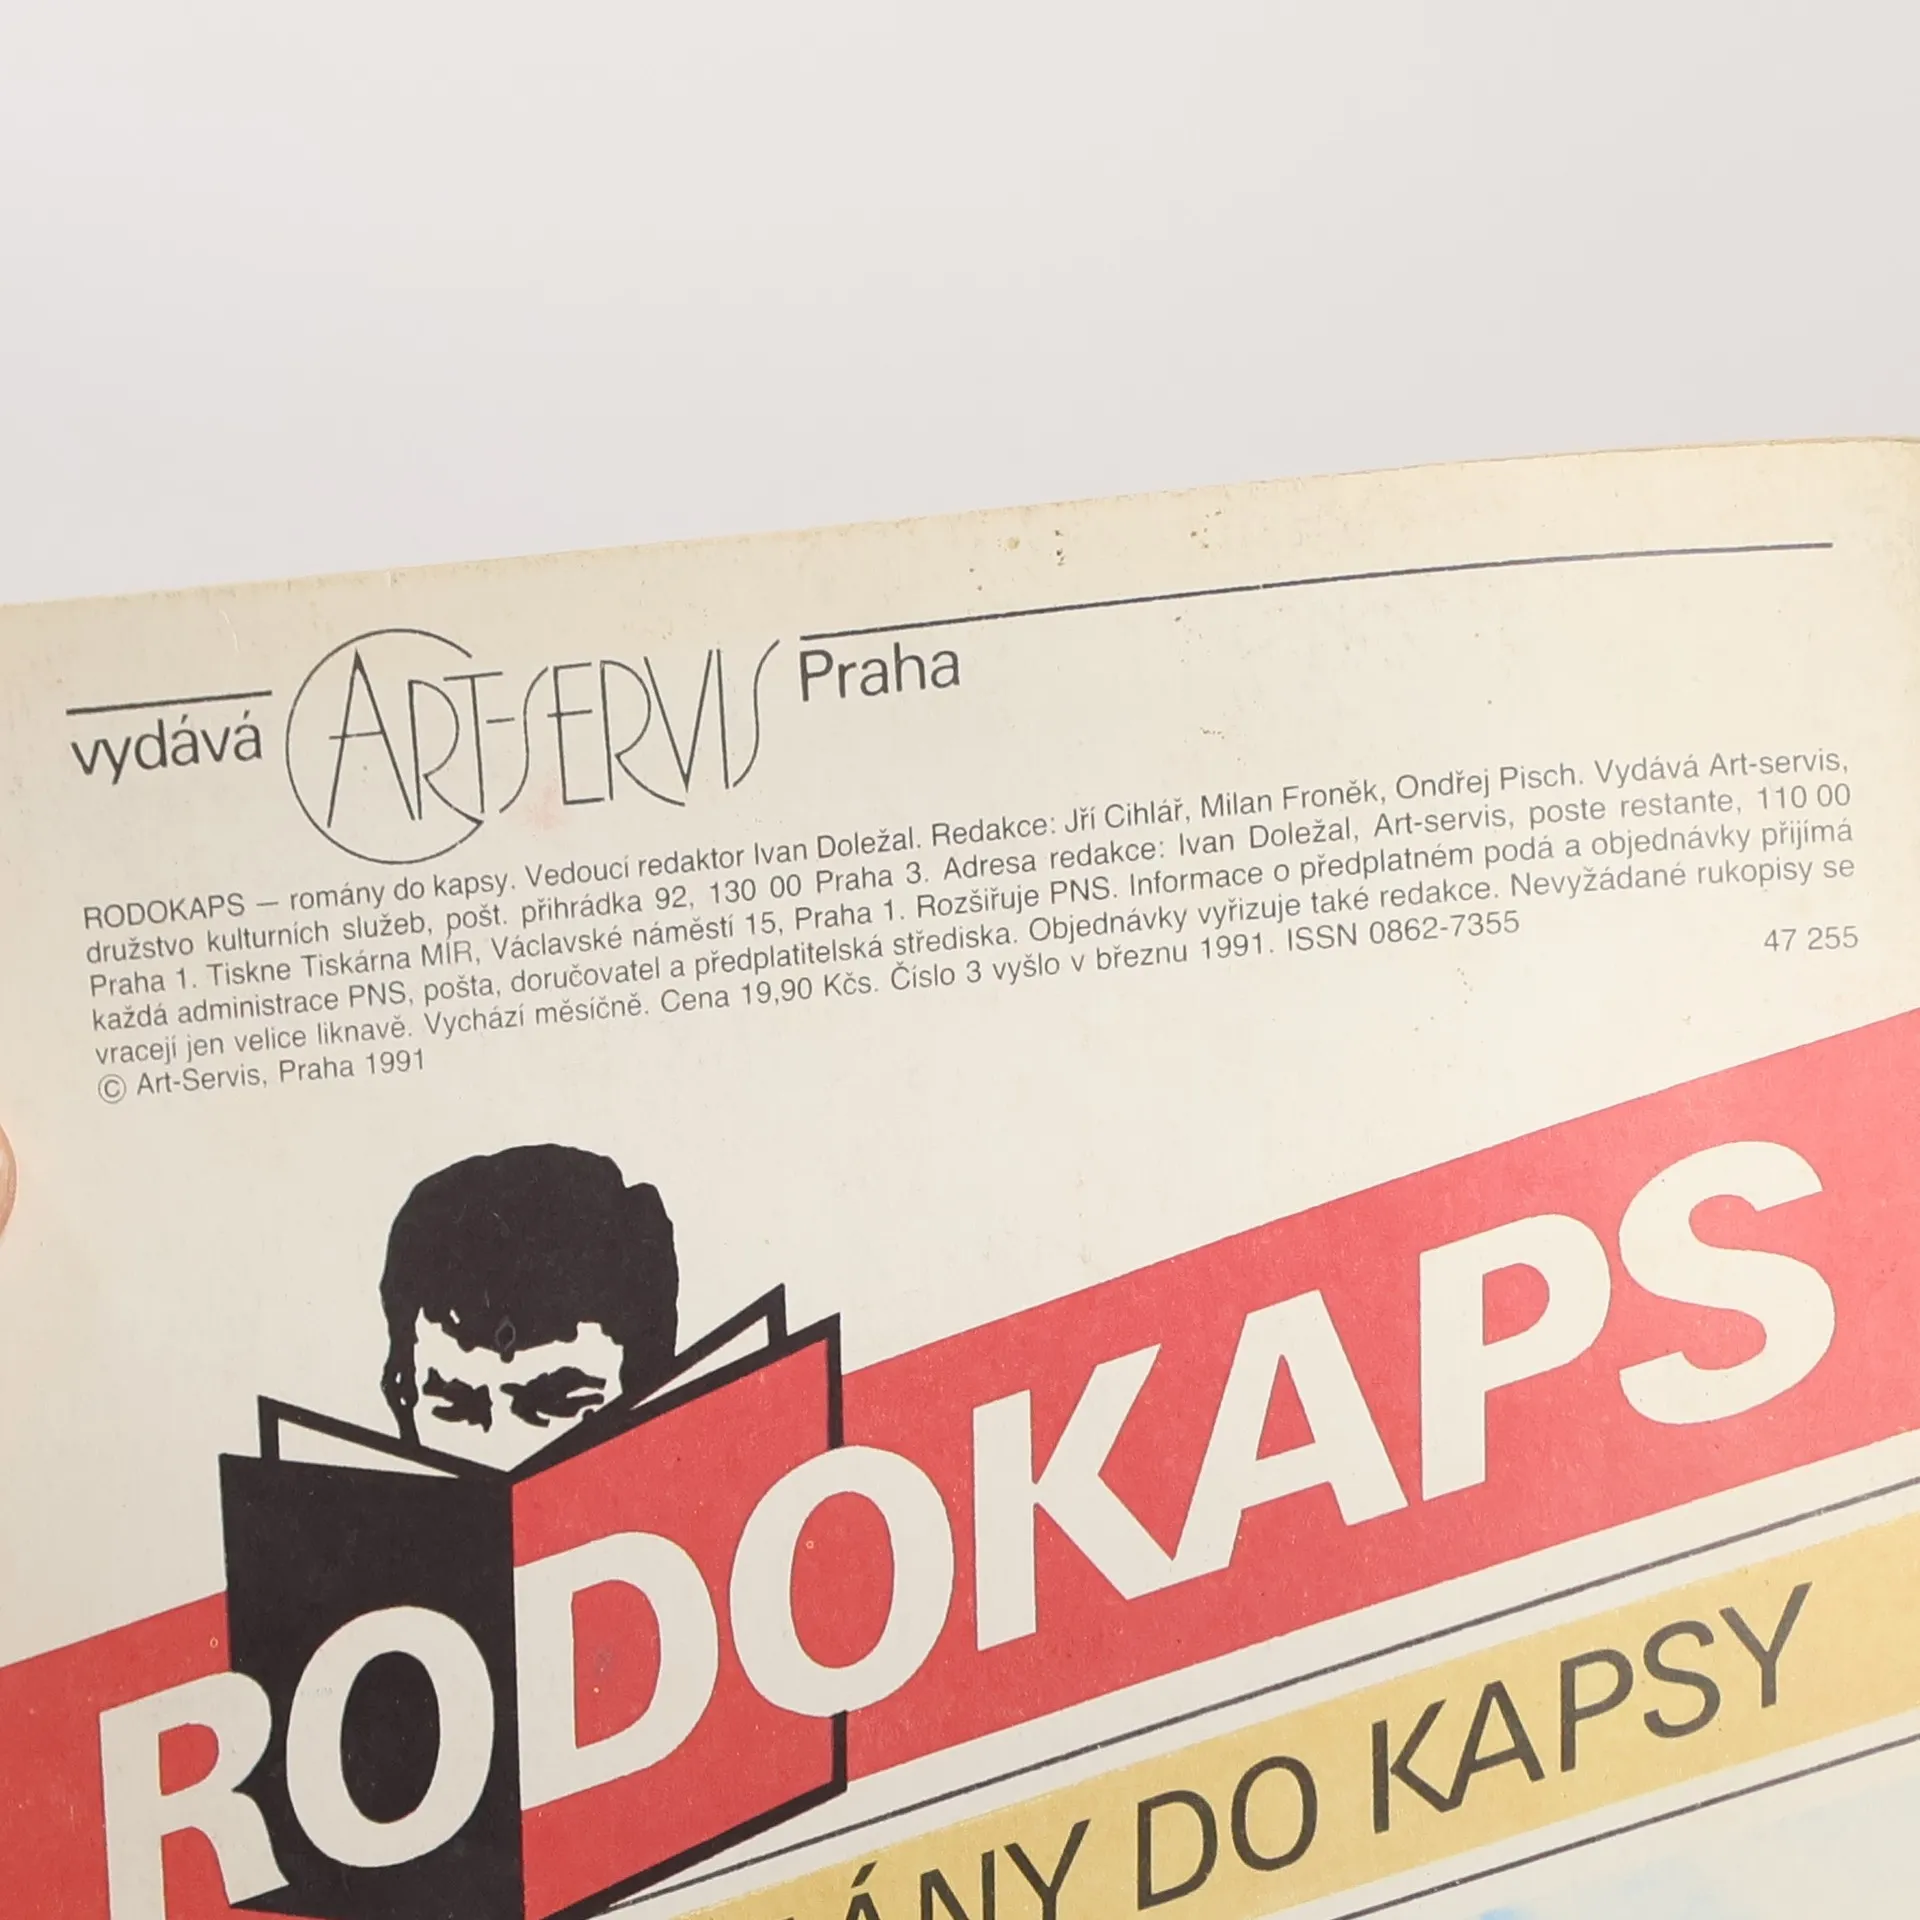 vydává ART-SERVIS Praha
RODOKAPS — romány do kapsy. Vedoucí redaktor Ivan Doležal. Redakce: Jří Cihlář, Milan Froněk, Ondřej Pisch. Vydává Art-servis,
družstvo kulturních služeb, pošt. přihrádka 92, 130 00 Praha 3. Adresa redakce: Ivan Doležal, Art-servis, poste restante, 110 00
Praha 1. Tiskne Tiskárna MÍR, Václavské náměstí 15, Praha 1. Rozšiřuje PNS. Informace o předplatném podá a objednávky přijímá
každá administrace PNS, pošta, doručovatel a předplatitelská střediska. Objednávky vyřizuje také redakce. Nevyžádané rukopisy se
vracejí jen velice liknavě. Vychází měsíčně. Cena 19,90 Kčs. Číslo 3 vyšlo v březnu 1991. ISSN 0862-7355
47 255
© Art-Servis, Praha 1991
RODOKAPS
DO KAPSY